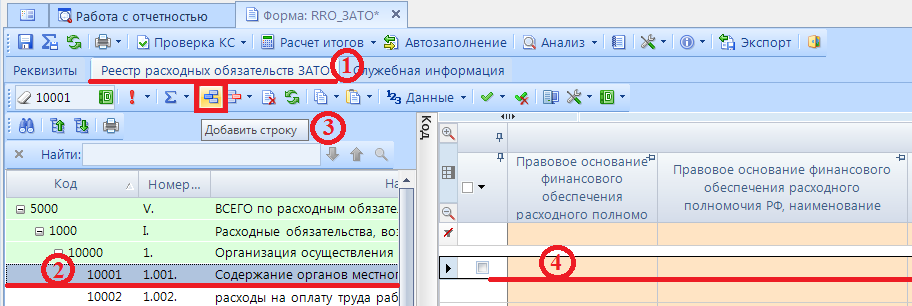 Работа с отчетностью Форма: RRO_ЗАТО*
Проверка КС Расчет итогов Автозаполнение Анализ Экспорт
Реквизиты Реестр расходных обязательств ЗАТО 1 Служебная информация
10001 Данные
Добавить строку 3
Код
Найти:
Код Номер... На
5000 V. ВСЕГО по расходным обязате
1000 I. Расходные обязательства, воз
10000 1. Организация осуществления
2 10001 1.001. Содержание органов местног
10002 1.002. расходы на оплату труда раб
Правовое основание финансового обеспечения расходного полномо
Правовое основание финансового обеспечения расходного полномочия РФ, наименование
4